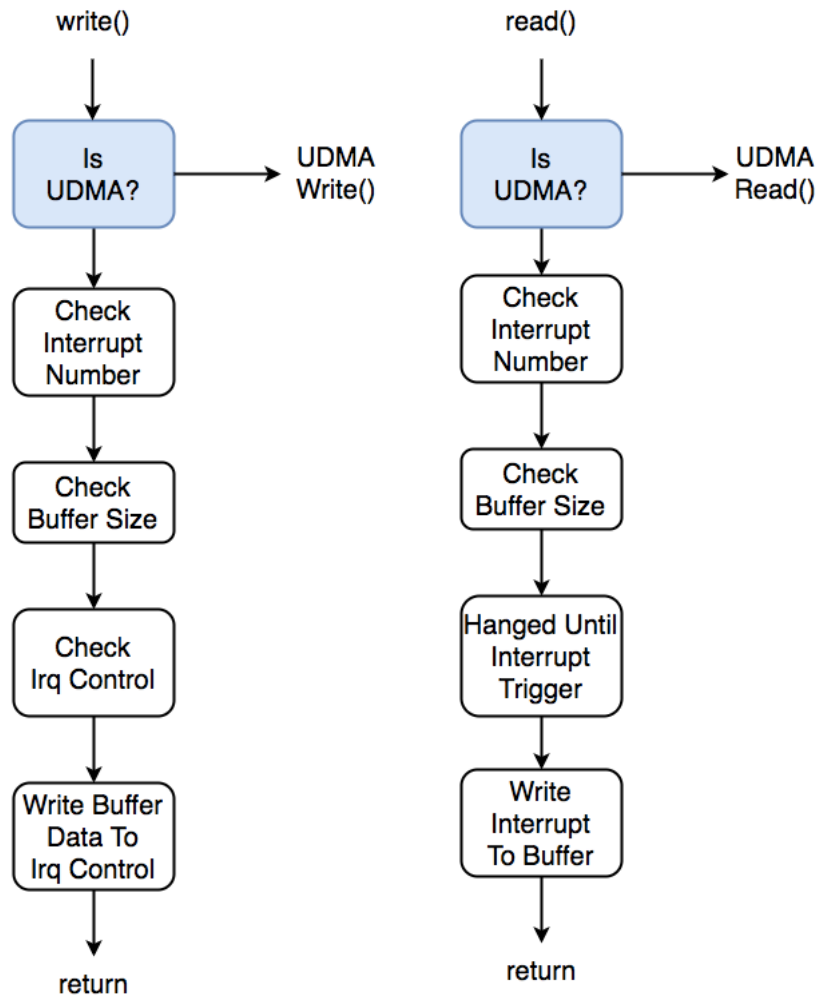 write()
Is
UDMA?
UDMA
Write()
Check
Interrupt
Number
Check
Buffer Size
Check
Irq Control
Write Buffer
Data To
Irq Control
return
read()
Is
UDMA?
UDMA
Read()
Check
Interrupt
Number
Check
Buffer Size
Hanged Until
Interrupt
Trigger
Write
Interrupt
To Buffer
return